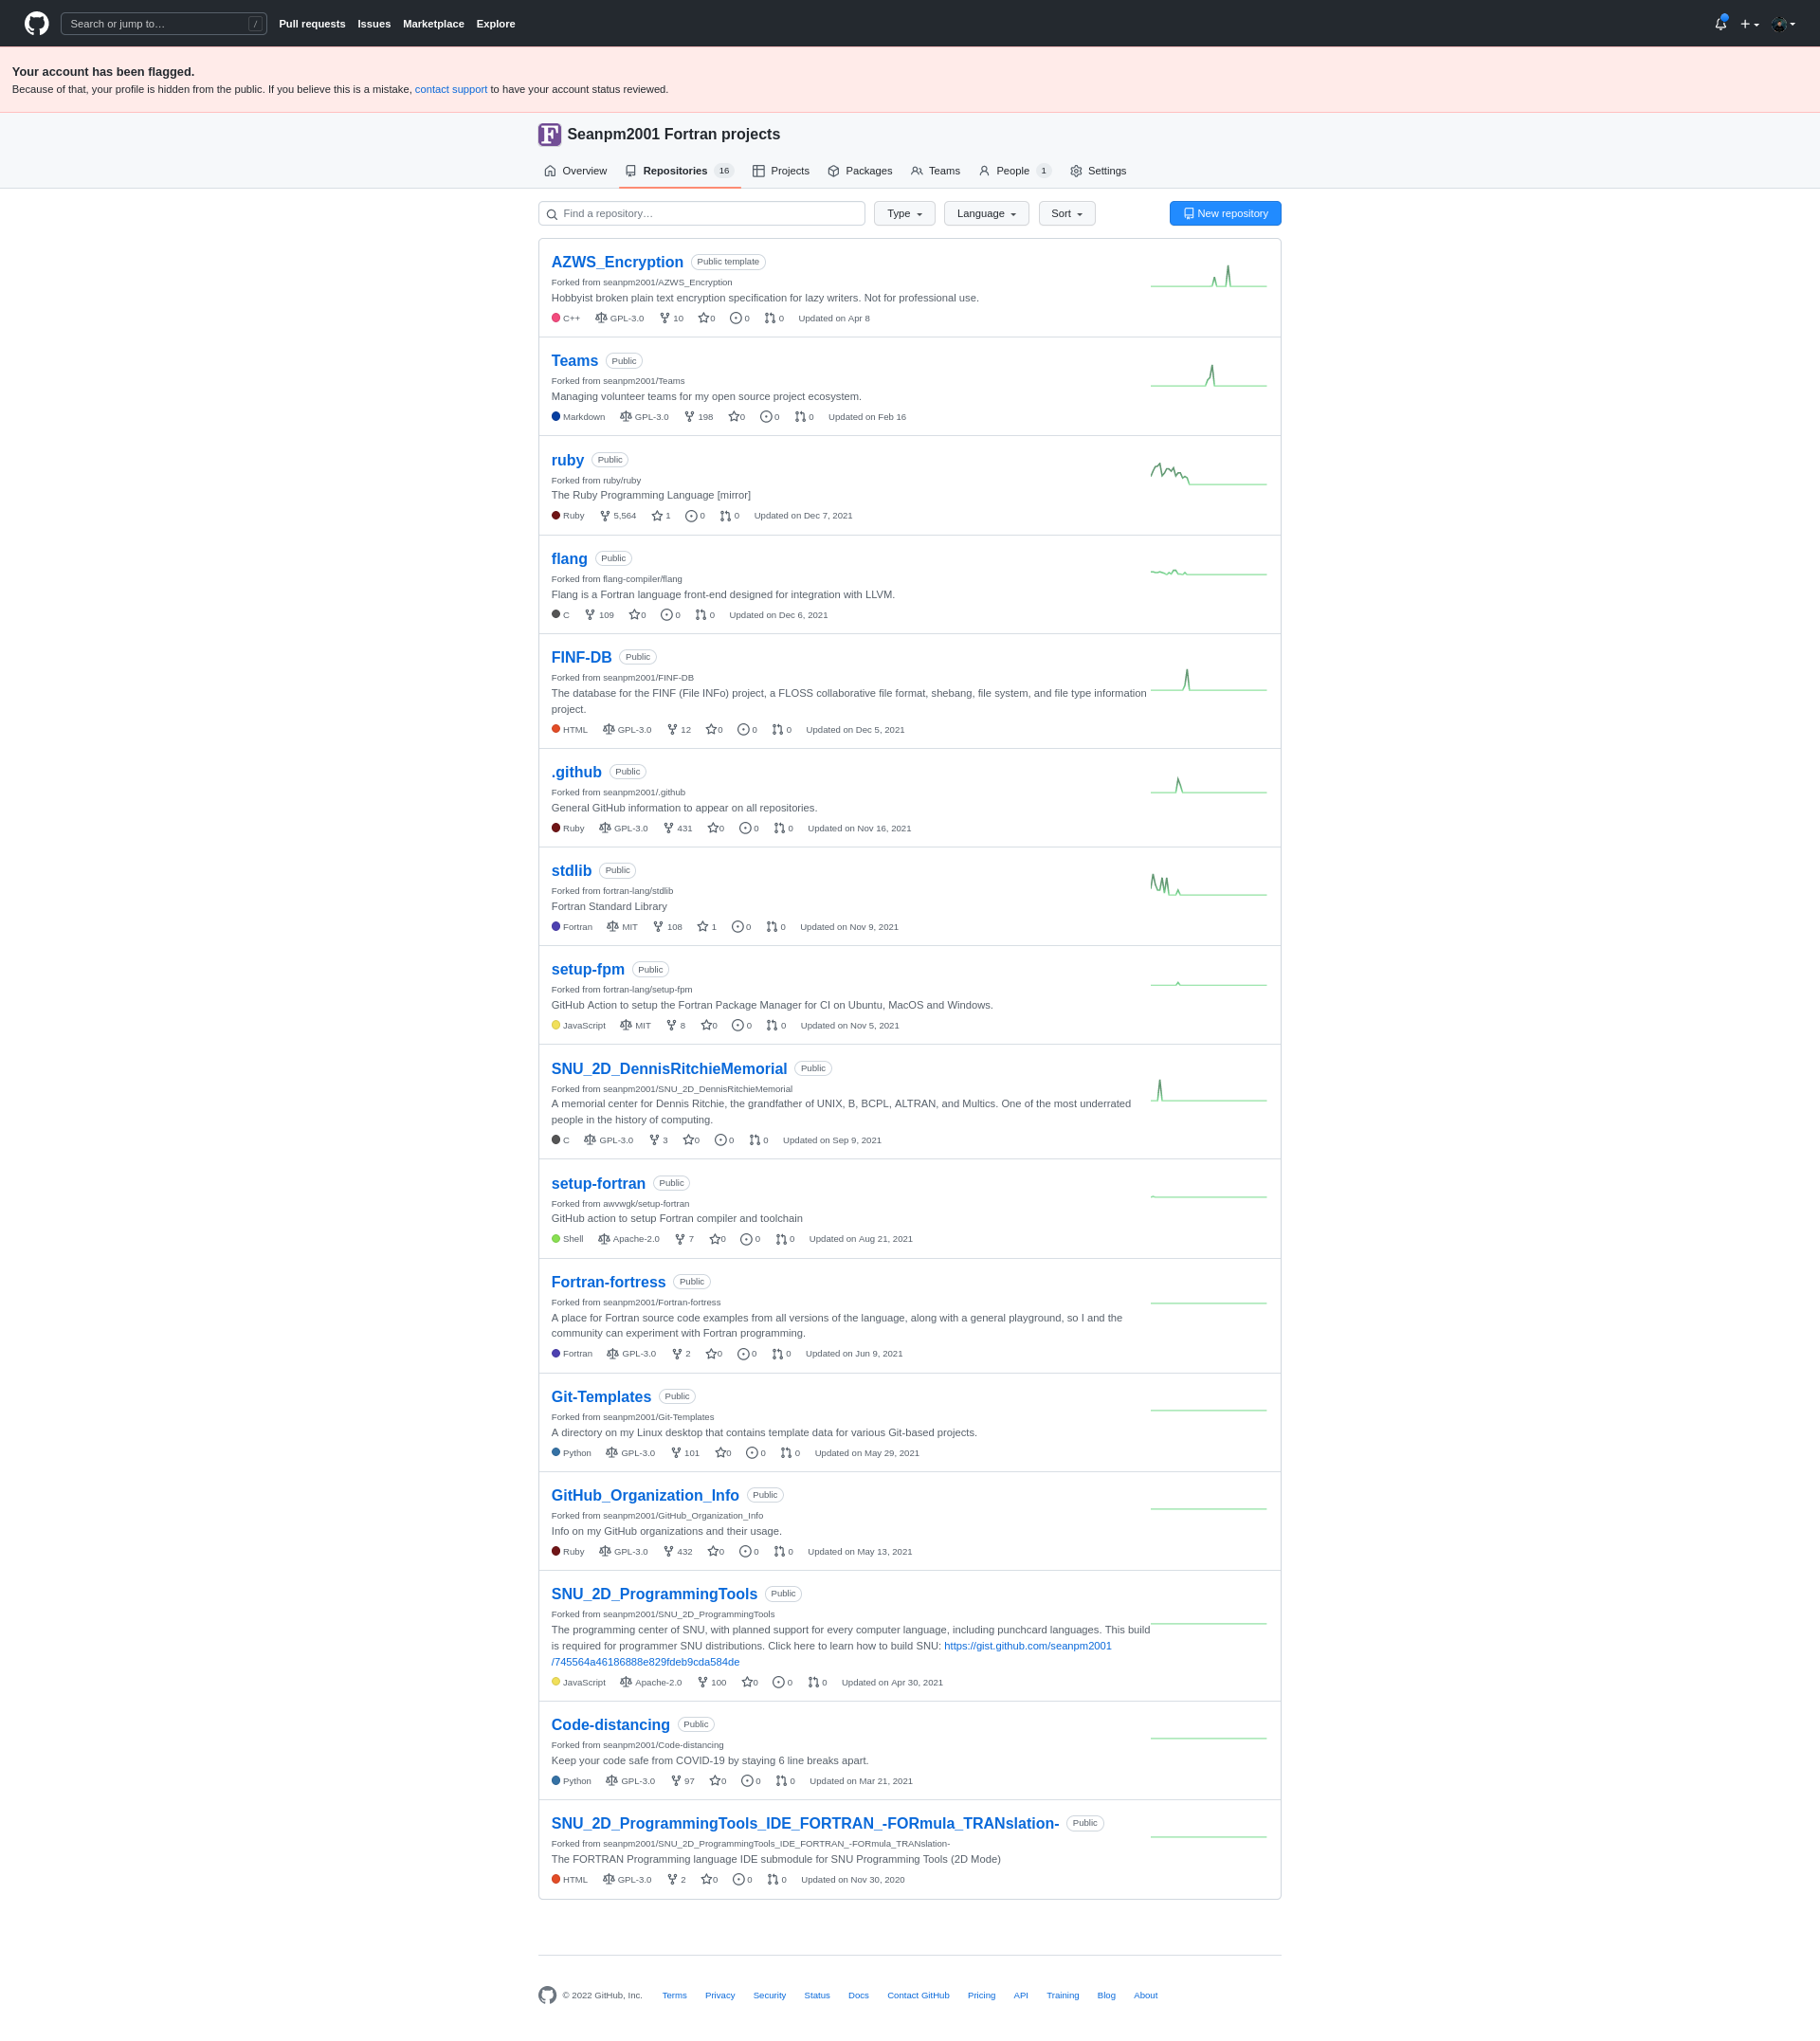 Search or jump to… / Pull requests Issues Marketplace Explore
Your account has been flagged.
Because of that, your profile is hidden from the public. If you believe this is a mistake, contact support to have your account status reviewed.
F Seanpm2001 Fortran projects
Overview Repositories 16 Projects Packages Teams People 1 Settings
Find a repository… Type Language Sort New repository
AZWS_Encryption Public template
Forked from seanpm2001/AZWS_Encryption
Hobbyist broken plain text encryption specification for lazy writers. Not for professional use.
C++ GPL-3.0 10 0 0 0 Updated on Apr 8
Teams Public
Forked from seanpm2001/Teams
Managing volunteer teams for my open source project ecosystem.
Markdown GPL-3.0 198 0 0 0 Updated on Feb 16
ruby Public
Forked from ruby/ruby
The Ruby Programming Language [mirror]
Ruby 5,564 1 0 0 Updated on Dec 7, 2021
flang Public
Forked from flang-compiler/flang
Flang is a Fortran language front-end designed for integration with LLVM.
C 109 0 0 0 Updated on Dec 6, 2021
FINF-DB Public
Forked from seanpm2001/FINF-DB
The database for the FINF (File INFo) project, a FLOSS collaborative file format, shebang, file system, and file type information
project.
HTML GPL-3.0 12 0 0 0 Updated on Dec 5, 2021
.github Public
Forked from seanpm2001/.github
General GitHub information to appear on all repositories.
Ruby GPL-3.0 431 0 0 0 Updated on Nov 16, 2021
stdlib Public
Forked from fortran-lang/stdlib
Fortran Standard Library
Fortran MIT 108 1 0 0 Updated on Nov 9, 2021
setup-fpm Public
Forked from fortran-lang/setup-fpm
GitHub Action to setup the Fortran Package Manager for CI on Ubuntu, MacOS and Windows.
JavaScript MIT 8 0 0 0 Updated on Nov 5, 2021
SNU_2D_DennisRitchieMemorial Public
Forked from seanpm2001/SNU_2D_DennisRitchieMemorial
A memorial center for Dennis Ritchie, the grandfather of UNIX, B, BCPL, ALTRAN, and Multics. One of the most underrated
people in the history of computing.
C GPL-3.0 3 0 0 0 Updated on Sep 9, 2021
setup-fortran Public
Forked from awvwgk/setup-fortran
GitHub action to setup Fortran compiler and toolchain
Shell Apache-2.0 7 0 0 0 Updated on Aug 21, 2021
Fortran-fortress Public
Forked from seanpm2001/Fortran-fortress
A place for Fortran source code examples from all versions of the language, along with a general playground, so I and the
community can experiment with Fortran programming.
Fortran GPL-3.0 2 0 0 0 Updated on Jun 9, 2021
Git-Templates Public
Forked from seanpm2001/Git-Templates
A directory on my Linux desktop that contains template data for various Git-based projects.
Python GPL-3.0 101 0 0 0 Updated on May 29, 2021
GitHub_Organization_Info Public
Forked from seanpm2001/GitHub_Organization_Info
Info on my GitHub organizations and their usage.
Ruby GPL-3.0 432 0 0 0 Updated on May 13, 2021
SNU_2D_ProgrammingTools Public
Forked from seanpm2001/SNU_2D_ProgrammingTools
The programming center of SNU, with planned support for every computer language, including punchcard languages. This build
is required for programmer SNU distributions. Click here to learn how to build SNU: https://gist.github.com/seanpm2001
/745564a46186888e829fdeb9cda584de
JavaScript Apache-2.0 100 0 0 0 Updated on Apr 30, 2021
Code-distancing Public
Forked from seanpm2001/Code-distancing
Keep your code safe from COVID-19 by staying 6 line breaks apart.
Python GPL-3.0 97 0 0 0 Updated on Mar 21, 2021
SNU_2D_ProgrammingTools_IDE_FORTRAN_-FORmula_TRANslation- Public
Forked from seanpm2001/SNU_2D_ProgrammingTools_IDE_FORTRAN_-FORmula_TRANslation-
The FORTRAN Programming language IDE submodule for SNU Programming Tools (2D Mode)
HTML GPL-3.0 2 0 0 0 Updated on Nov 30, 2020
© 2022 GitHub, Inc. Terms Privacy Security Status Docs Contact GitHub Pricing API Training Blog About